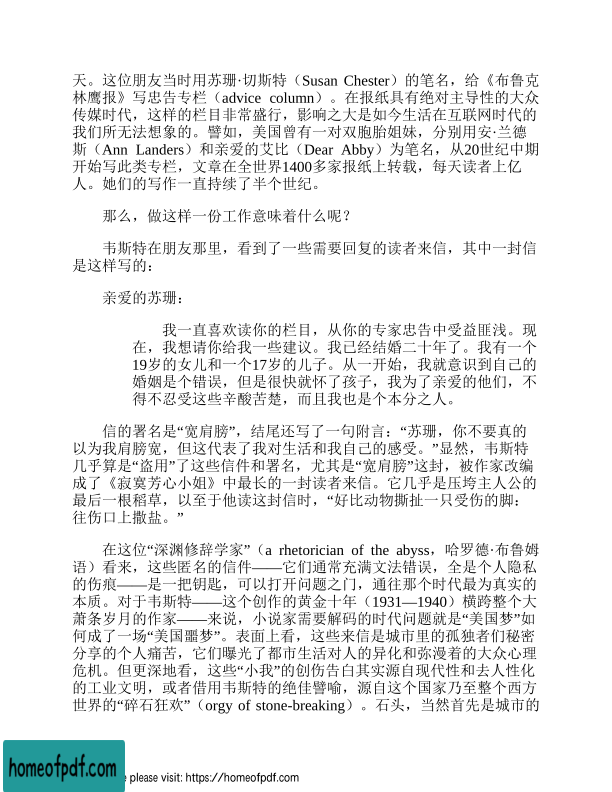 天。这位朋友当时用苏珊·切斯特（Susan Chester）的笔名，给《布鲁克
林鹰报》写忠告专栏（advice column）。在报纸具有绝对主导性的大众
传媒时代，这样的栏目非常盛行，影响之大是如今生活在互联网时代的
我们所无法想象的。譬如，美国曾有一对双胞胎姐妹，分别用安·兰德
斯（Ann Landers）和亲爱的艾比（Dear Abby）为笔名，从20世纪中期
开始写此类专栏，文章在全世界1400多家报纸上转载，每天读者上亿
人。她们的写作一直持续了半个世纪。
那么，做这样一份工作意味着什么呢？
韦斯特在朋友那里，看到了一些需要回复的读者来信，其中一封信
是这样写的：
亲爱的苏珊：
我一直喜欢读你的栏目，从你的专家忠告中受益匪浅。现
在，我想请你给我一些建议。我已经结婚二十年了。我有一个
19岁的女儿和一个17岁的儿子。从一开始，我就意识到自己的
婚姻是个错误，但是很快就怀了孩子，我为了亲爱的他们，不
得不忍受这些辛酸苦楚，而且我也是个本分之人。
信的署名是“宽肩膀”，结尾还写了一句附言：“苏珊，你不要真的
以为我肩膀宽，但这代表了我对生活和我自己的感受。”显然，韦斯特
几乎算是“盗用”了这些信件和署名，尤其是“宽肩膀”这封，被作家改编
成了《寂寞芳心小姐》中最长的一封读者来信。它几乎是压垮主人公的
最后一根稻草，以至于他读这封信时，“好比动物撕扯一只受伤的脚：
往伤口上撒盐。”
在这位“深渊修辞学家”（a rhetorician of the abyss，哈罗德·布鲁姆
语）看来，这些匿名的信件——它们通常充满文法错误，全是个人隐私
的伤痕——是一把钥匙，可以打开问题之门，通往那个时代最为真实的
本质。对于韦斯特——这个创作的黄金十年（1931—1940）横跨整个大
萧条岁月的作家——来说，小说家需要解码的时代问题就是“美国梦”如
何成了一场“美国噩梦”。表面上看，这些来信是城市里的孤独者们秘密
分享的个人痛苦，它们曝光了都市生活对人的异化和弥漫着的大众心理
危机。但更深地看，这些“小我”的创伤告白其实源自现代性和去人性化
的工业文明，或者借用韦斯特的绝佳譬喻，源自这个国家乃至整个西方
世界的“碎石狂欢”（orgy of stone-breaking）。石头，当然首先是城市的
homeofpdf.com
please visit: https://homeofpdf.com